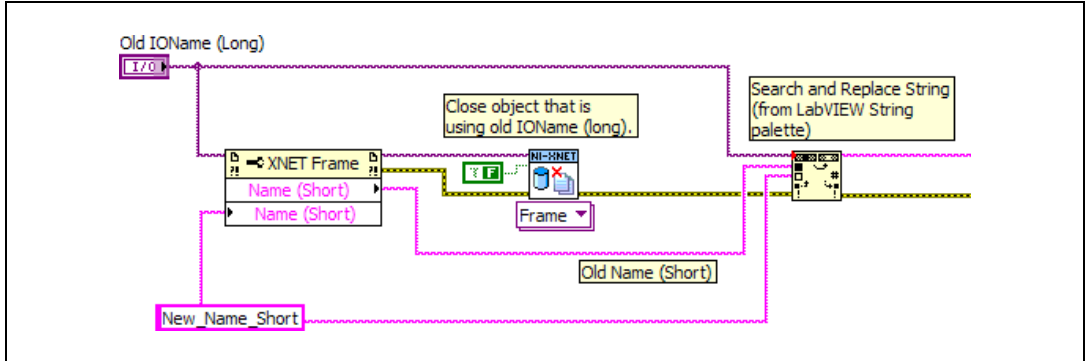 Old IOName (Long)
I/O
Close object that is
using old IOName (long).
Search and Replace String
(from LabVIEW String
palette)
XNET Frame
?!
?!
Name (Short)
Name (Short)
? F
NI-XNET
Frame
Old Name (Short)
New_Name_Short